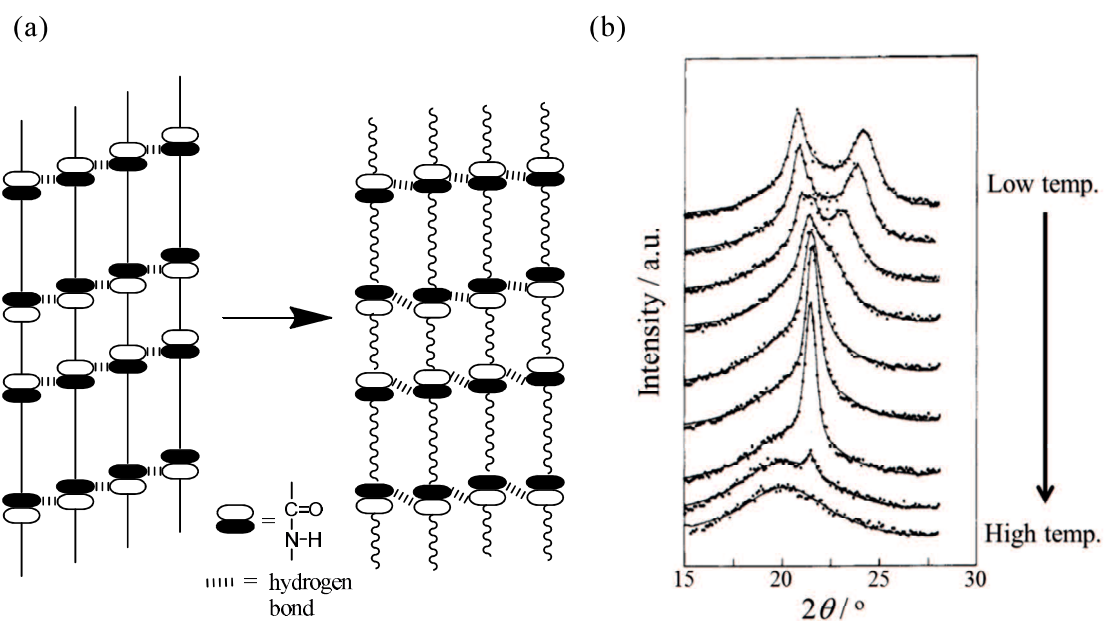 (a)
(b)
= C=O
N-H
= hydrogen
bond
Intensity / a.u.
Low temp.
High temp.
15 20 25 30
2θ/ °